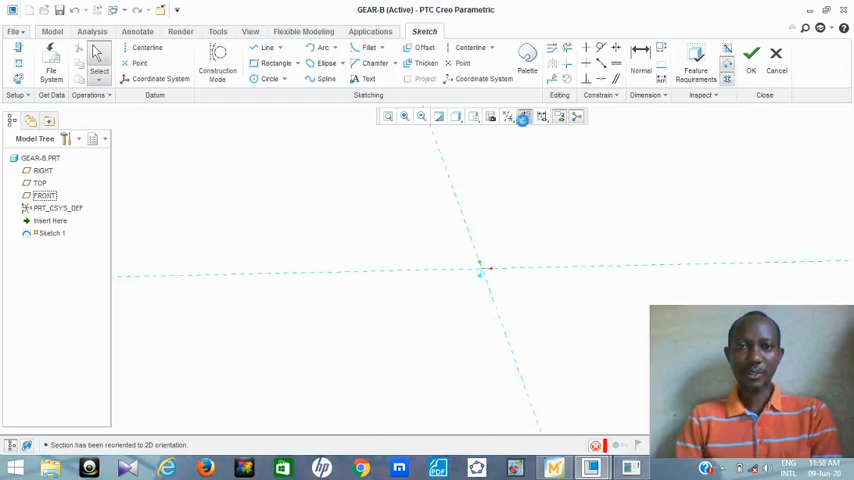 GEAR-B (Active) - PTC Creo Parametric
File Model Analysis Annotate Render Tools View Flexible Modeling Applications Sketch
File System
Select
Centerline
Point
Coordinate System
Construction Mode
Line Arc Fillet Offset Centerline
Rectangle Ellipse Chamfer Thicken Point
Circle Spline Text Project Coordinate System
Palette
Normal
Feature Requirements
OK Cancel
Setup Get Data Operations Datum Sketching Editing Constrain Dimension Inspect Close
Model Tree
GEAR-B.PRT
RIGHT
TOP
FRONT
PRT_CSYS_DEF
Insert Here
Sketch 1
Section has been reoriented to 2D orientation.
ENG 11:58 AM
INTL 09-Jun-20